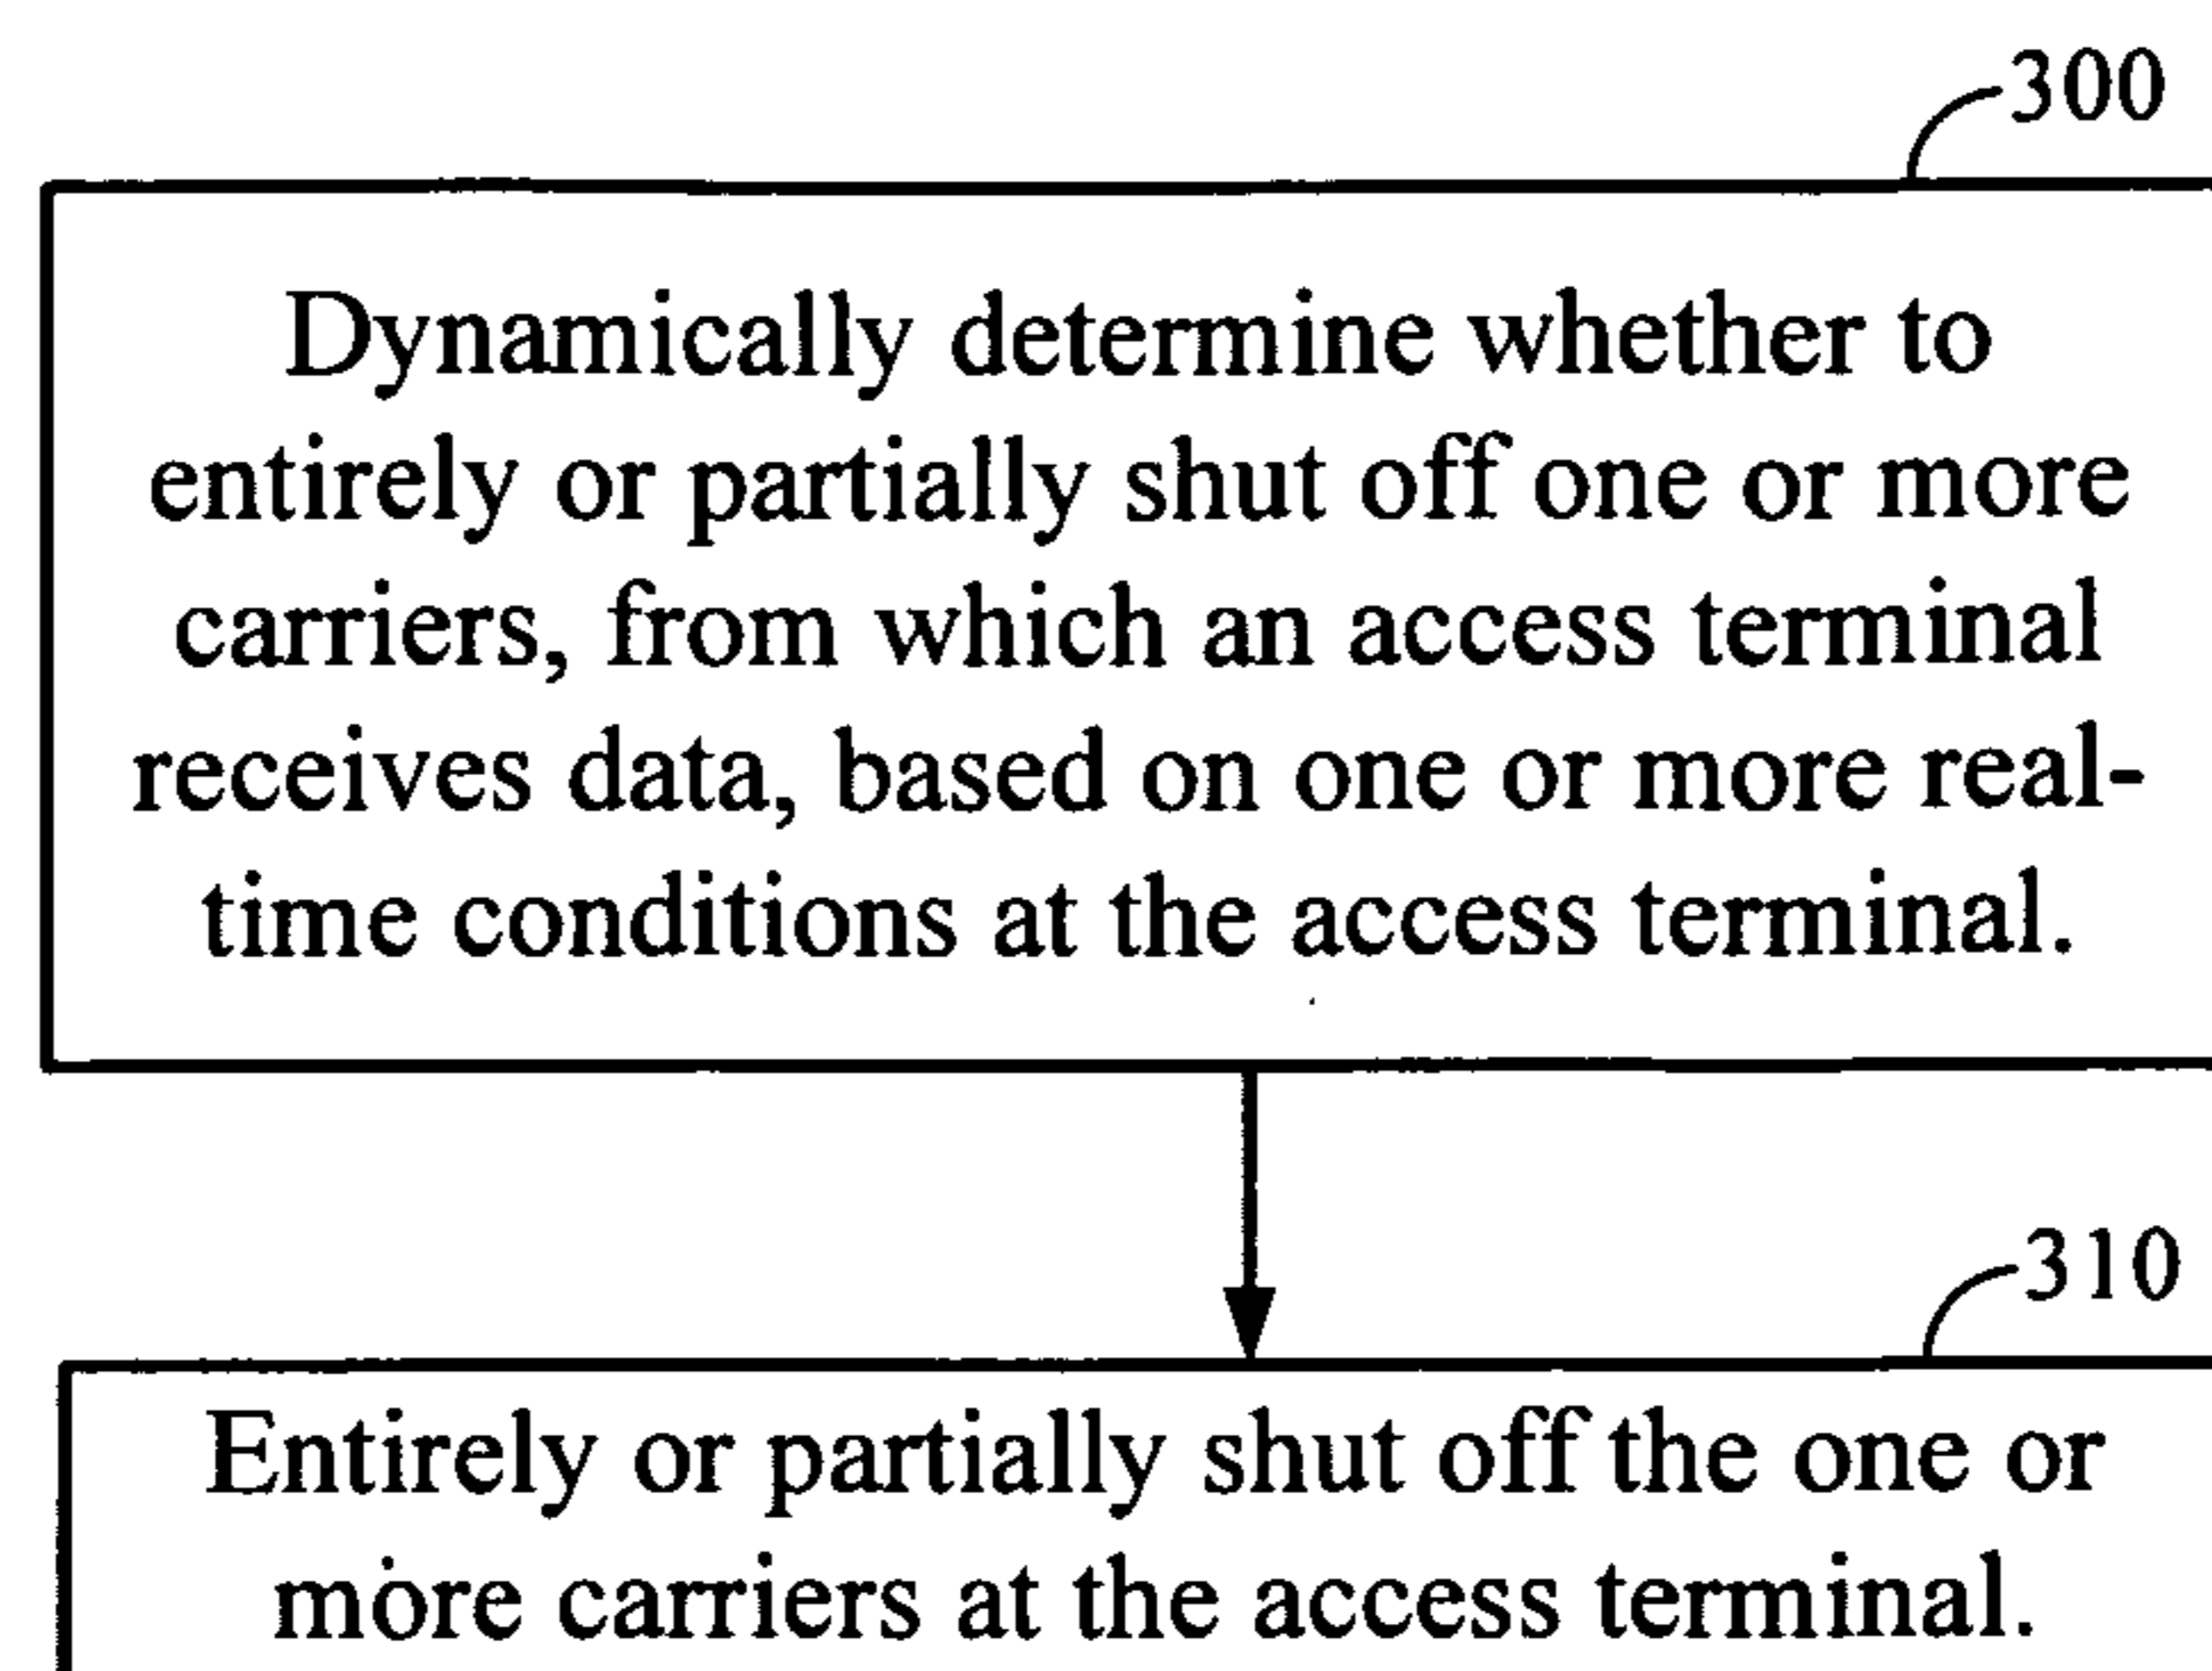 300
Dynamically determine whether to
entirely or partially shut off one or more
carriers, from which an access terminal
receives data, based on one or more real-
time conditions at the access terminal.
310
Entirely or partially shut off the one or
more carriers at the access terminal.